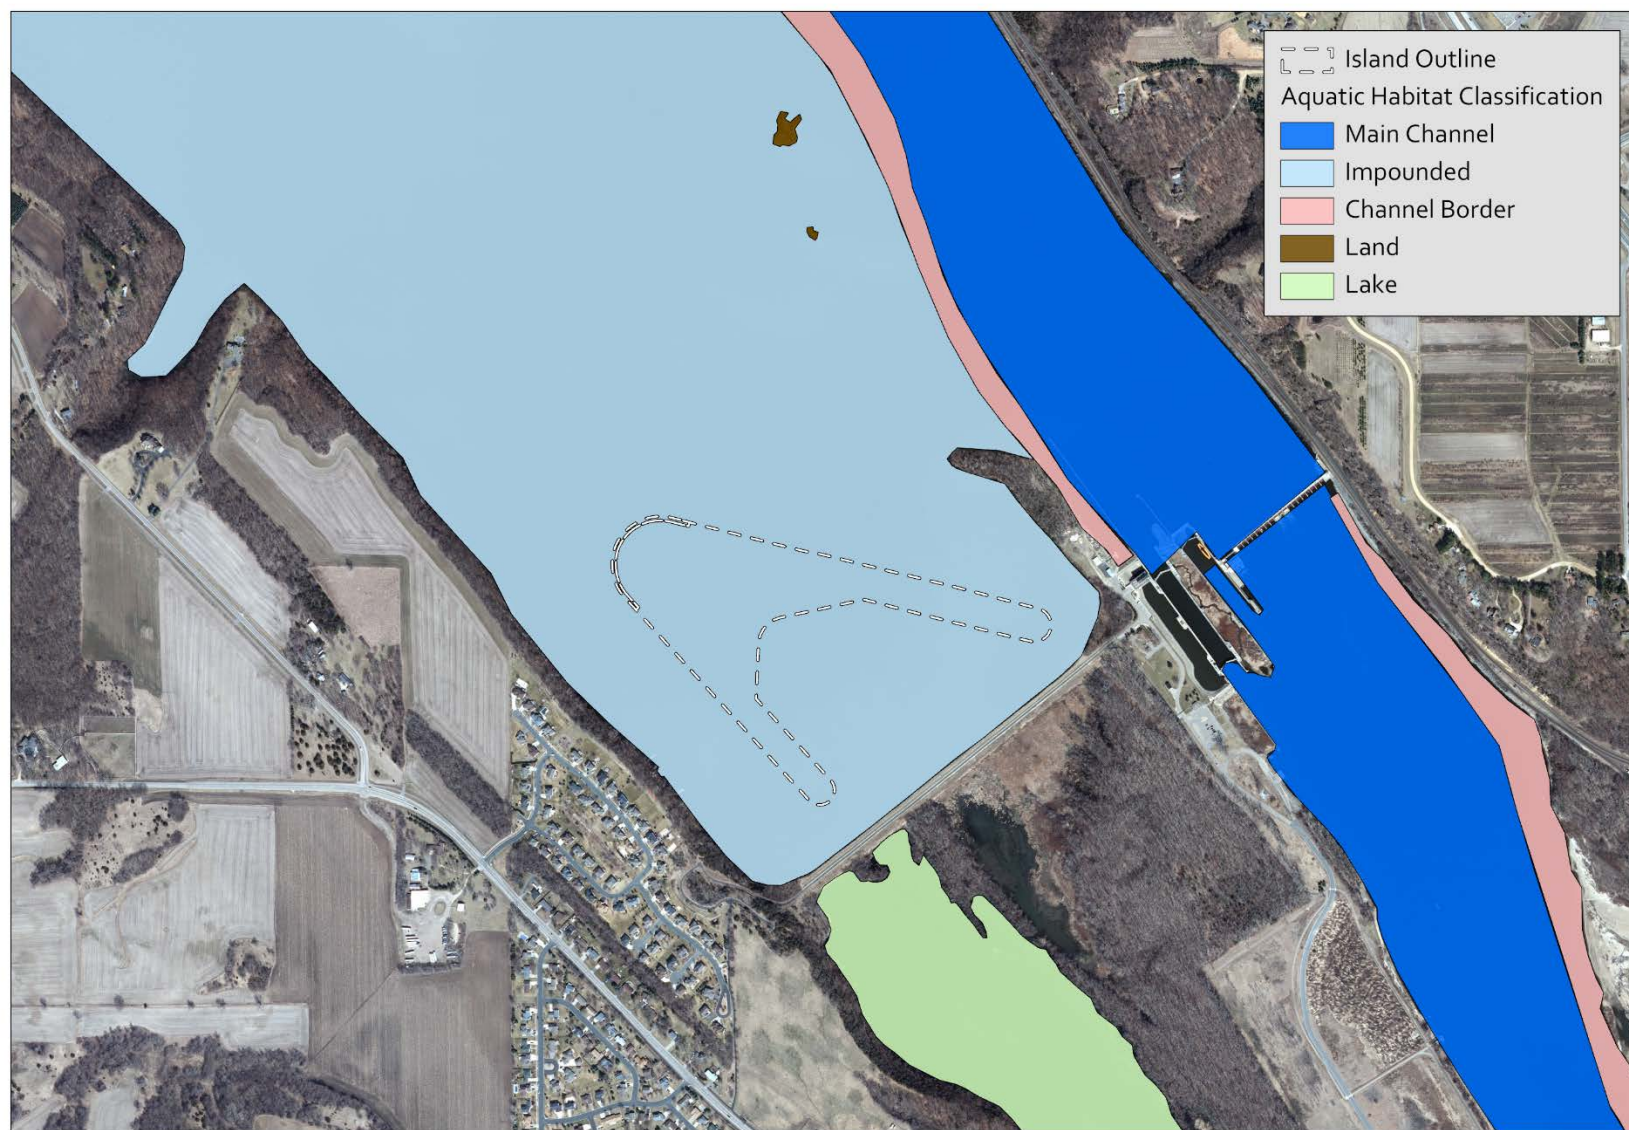 Island Outline
Aquatic Habitat Classification
Main Channel
Impounded
Channel Border
Land
Lake